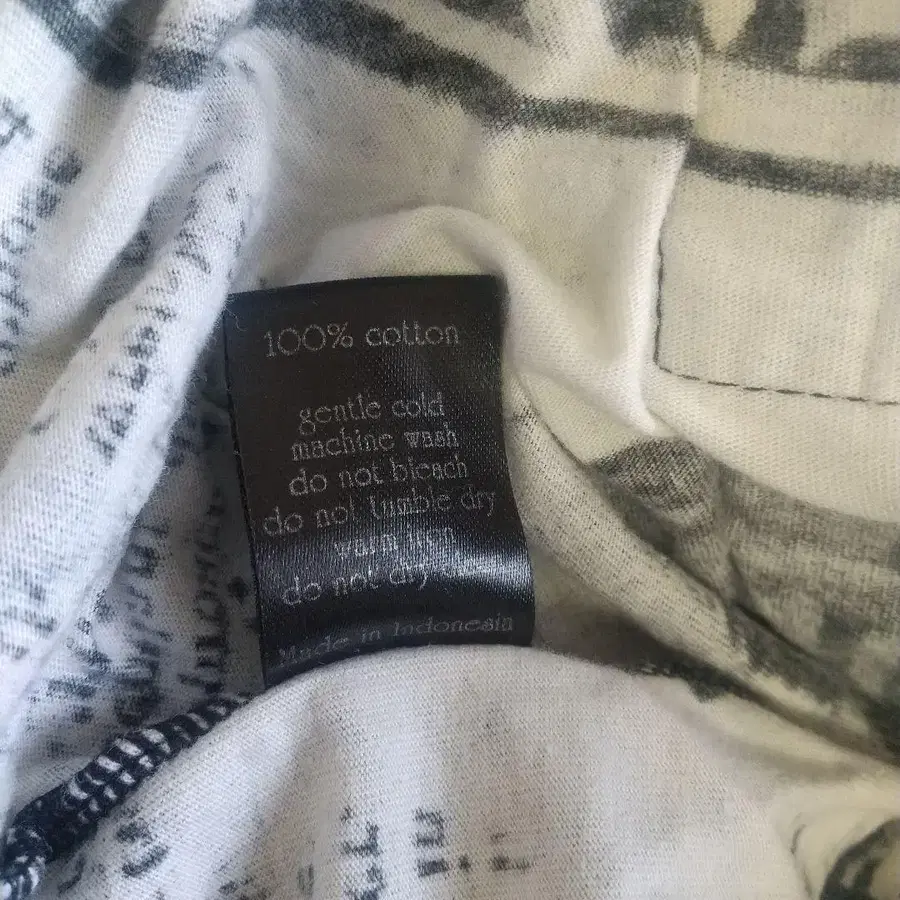 100% cotton
gentle cold
machine wash
do not bleach
do not tumble dry
warm iron
do not dry
Made in Indonesia